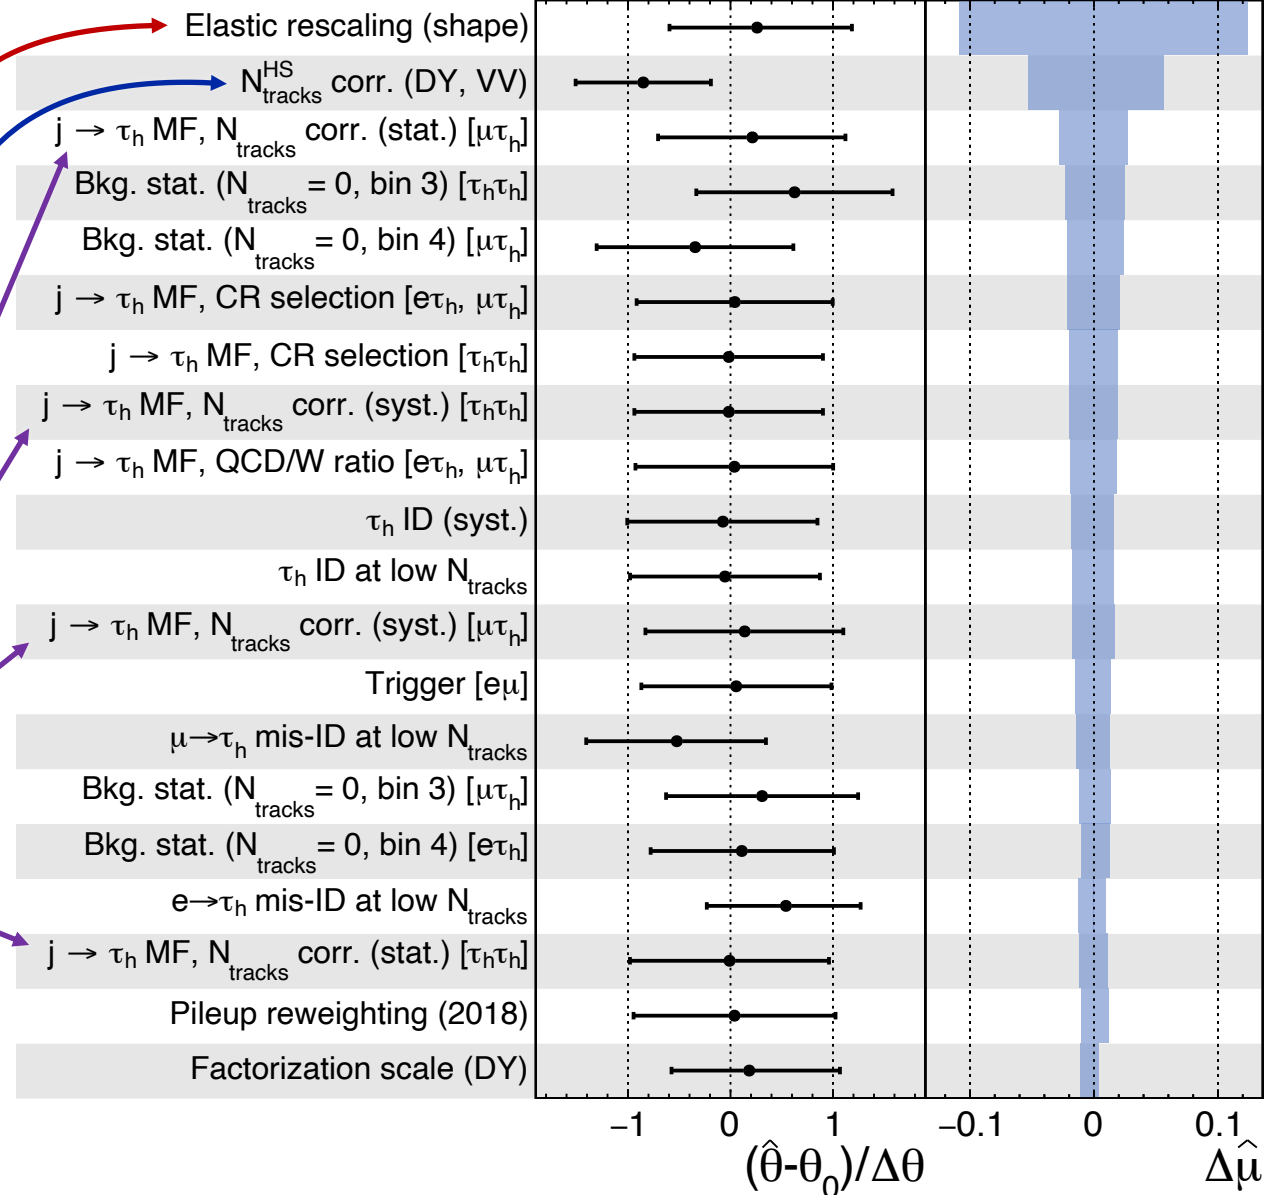 Elastic rescaling (shape)
N^HS_tracks corr. (DY, VV)
j → τ_h MF, N_tracks corr. (stat.) [μτ_h]
Bkg. stat. (N_tracks = 0, bin 3) [τ_hτ_h]
Bkg. stat. (N_tracks = 0, bin 4) [μτ_h]
j → τ_h MF, CR selection [eτ_h, μτ_h]
j → τ_h MF, CR selection [τ_hτ_h]
j → τ_h MF, N_tracks corr. (syst.) [τ_hτ_h]
j → τ_h MF, QCD/W ratio [eτ_h, μτ_h]
τ_h ID (syst.)
τ_h ID at low N_tracks
j → τ_h MF, N_tracks corr. (syst.) [μτ_h]
Trigger [eμ]
μ→τ_h mis-ID at low N_tracks
Bkg. stat. (N_tracks = 0, bin 3) [μτ_h]
Bkg. stat. (N_tracks = 0, bin 4) [eτ_h]
e→τ_h mis-ID at low N_tracks
j → τ_h MF, N_tracks corr. (stat.) [τ_hτ_h]
Pileup reweighting (2018)
Factorization scale (DY)
−1 0 1 −0.1 0 0.1
(θ̂-θ_0)/Δθ Δμ̂